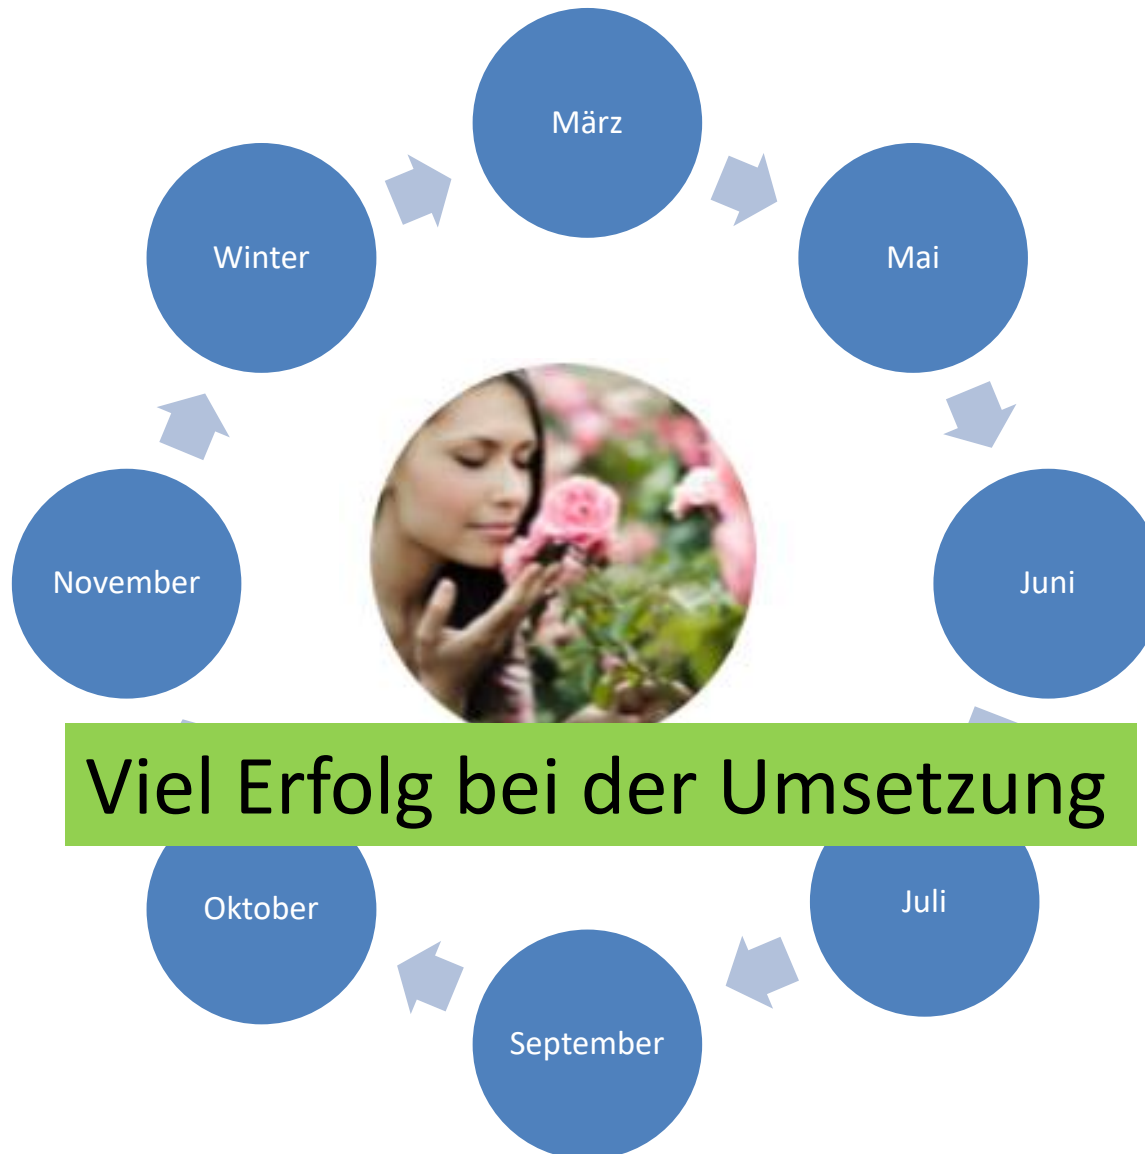 März
Mai
Juni
Juli
September
Oktober
November
Winter
Viel Erfolg bei der Umsetzung